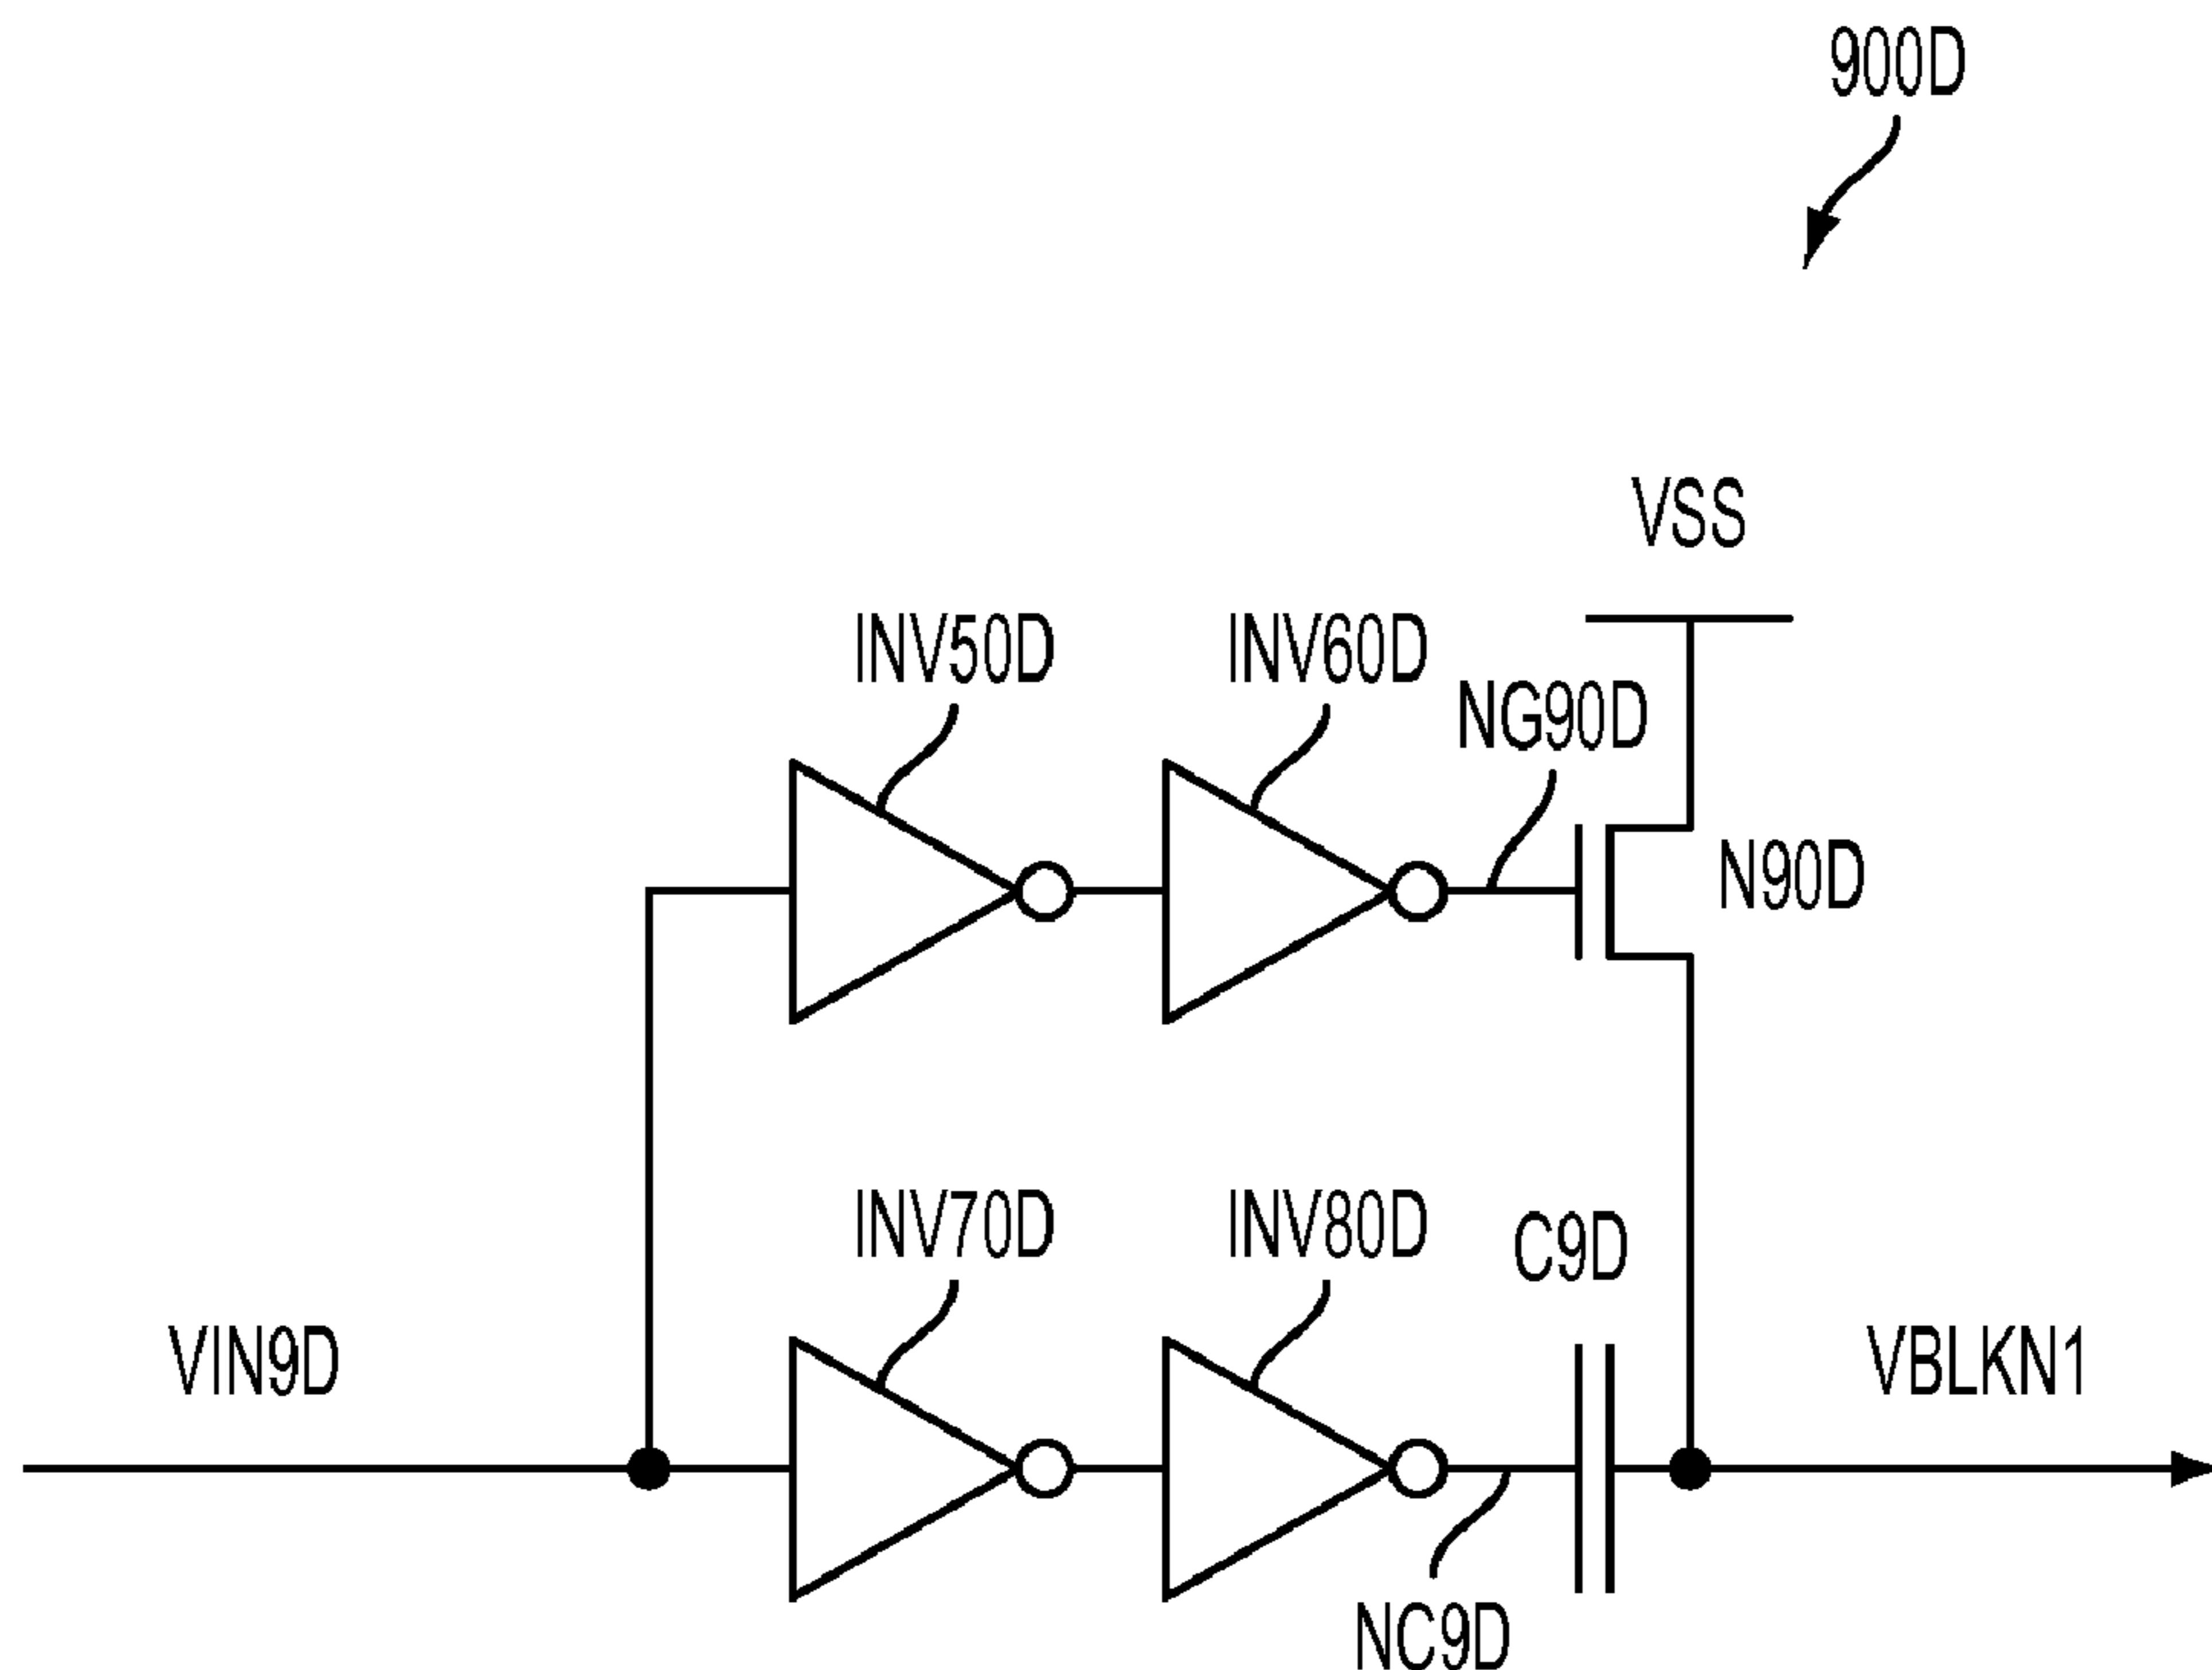 900D
VSS
INV50D
INV60D
NG90D
N90D
INV70D
INV80D
C9D
VIN9D
VBLKN1
NC9D